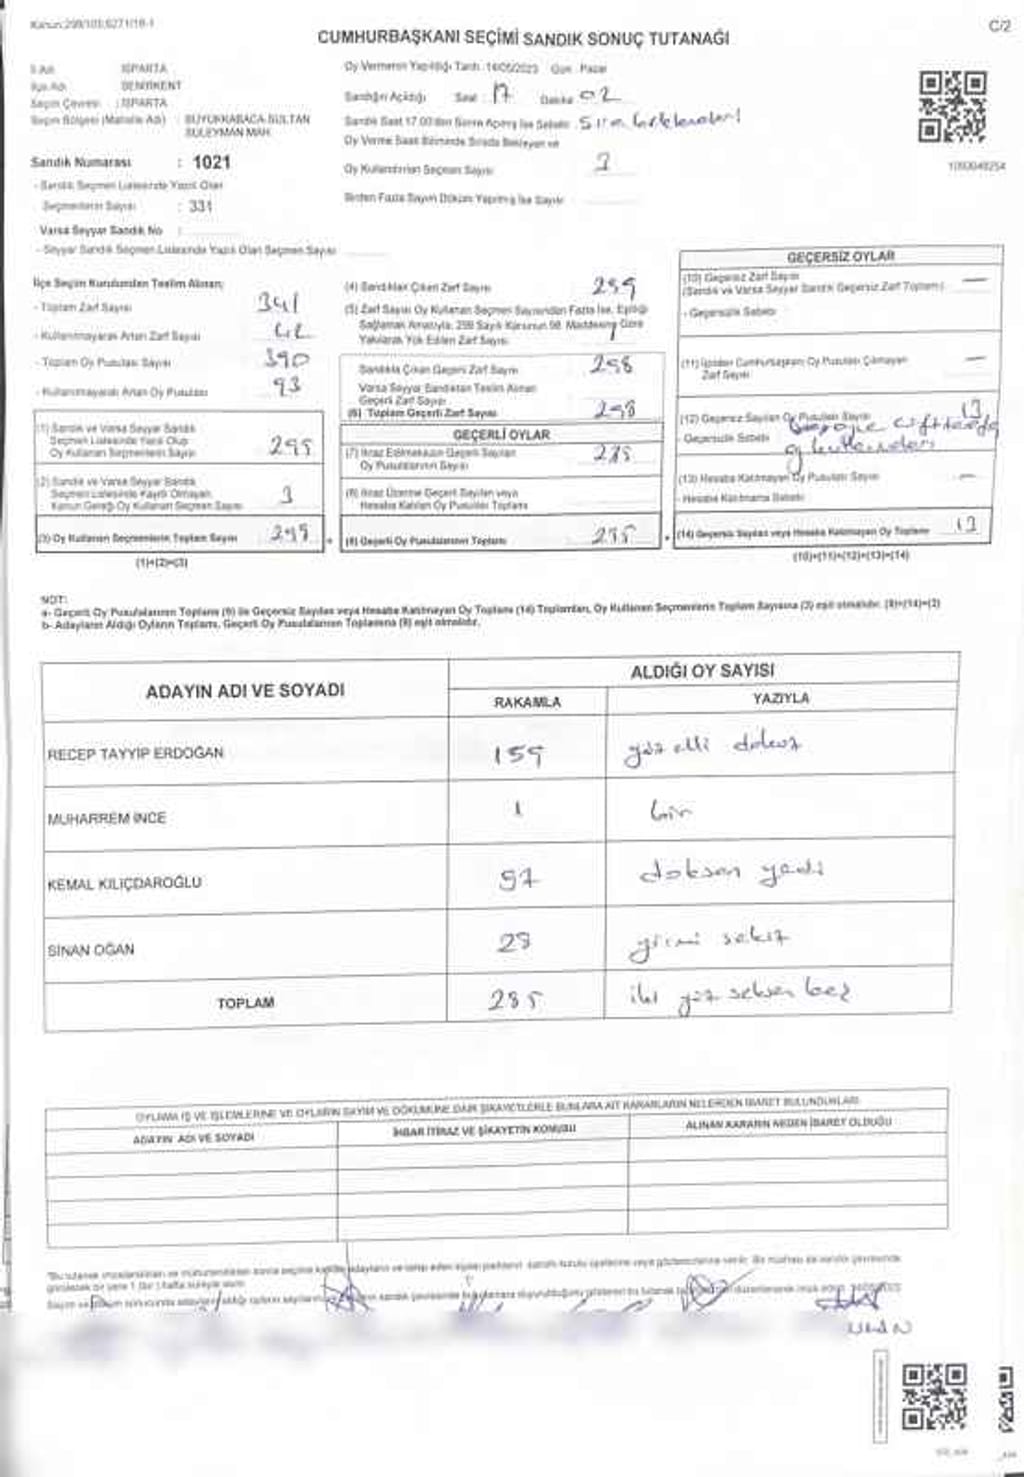 Kanun:298/103,6271/18-1
C/2
CUMHURBAŞKANI SEÇİMİ SANDIK SONUÇ TUTANAĞI
İl Adı : ISPARTA
İlçe Adı : SENİRKENT
Seçim Çevresi : ISPARTA
Seçim Bölgesi (Mahalle Adı) : BÜYÜKKABACA-SULTAN
SÜLEYMAN MAH.
Sandık Numarası : 1021
- Sandık Seçmen Listesinde Yazılı Olan
Seçmenlerin Sayısı : 331
Varsa Seyyar Sandık No :
- Seyyar Sandık Seçmen Listesinde Yazılı Olan Seçmen Sayısı
Oy Vermenin Yapıldığı Tarih : 14/05/2023 Gün : Pazar
Sandığın Açıldığı Saat : 17 Dakika : 02
Sandık Saat 17.00'den Sonra Açılmış İse Sebebi : Sıra
Oy Verme Saati Bitiminde Sırada Bekleyen ve
Oy Kullandırılan Seçmen Sayısı
Birden Fazla Sayım Döküm Yapılmış İse Sayısı
1090048254
İlçe Seçim Kurulundan Teslim Alınan;
- Toplam Zarf Sayısı 341
- Kullanılmayarak Artan Zarf Sayısı 42
- Toplam Oy Pusulası Sayısı 390
- Kullanılmayarak Artan Oy Pusulası 93
(1) Sandık ve Varsa Seyyar Sandık
Seçmen Listesinde Yazılı Olup
Oy Kullanan Seçmenlerin Sayısı 295
(2) Sandık ve Varsa Seyyar Sandık
Seçmen Listesinde Kayıtlı Olmayan,
Kanun Gereği Oy Kullanan Seçmen Sayısı 3
(3) Oy Kullanan Seçmenlerin Toplam Sayısı 298
(1)+(2)=(3)
(4) Sandıktan Çıkan Zarf Sayısı 299
(5) Zarf Sayısı Oy Kullanan Seçmen Sayısından Fazla İse, Eşitliği
Sağlamak Amacıyla, 298 Sayılı Kanunun 98. Maddesine Göre
Yakılarak Yok Edilen Zarf Sayısı 1
Sandıkta Çıkan Geçerli Zarf Sayısı 298
Varsa Seyyar Sandıktan Teslim Alınan
Geçerli Zarf Sayısı
(6) Toplam Geçerli Zarf Sayısı 298
GEÇERLİ OYLAR
(7) İtiraz Edilmeksizin Geçerli Sayılan
Oy Pusulalarının Sayısı 285
(8) İtiraz Üzerine Geçerli Sayılan veya
Hesaba Katılan Oy Pusulası Toplamı
(9) Geçerli Oy Pusulalarının Toplamı 285
GEÇERSİZ OYLAR
(10) Geçersiz Zarf Sayısı —
(Sandık ve Varsa Seyyar Sandık Geçersiz Zarf Toplamı)
- Geçersizlik Sebebi
(11) İçinden Cumhurbaşkanı Oy Pusulası Çıkmayan —
Zarf Sayısı
(12) Geçersiz Sayılan Oy Pusulası Sayısı 13
- Geçersizlik Sebebi
(13) Hesaba Katılmayan Oy Pusulası Sayısı —
- Hesaba Katılmama Sebebi
(14) Geçersiz Sayılan veya Hesaba Katılmayan Oy Toplamı 13
(10)+(11)+(12)+(13)=(14)
NOT:
a- Geçerli Oy Pusulalarının Toplamı (9) ile Geçersiz Sayılan veya Hesaba Katılmayan Oy Toplamı (14) Toplamları, Oy Kullanan Seçmenlerin Toplam Sayısına (3) eşit olmalıdır. (9)+(14)=(3)
b- Adayların Aldığı Oyların Toplamı, Geçerli Oy Pusulalarının Toplamına (9) eşit olmalıdır.
ADAYIN ADI VE SOYADI
ALDIĞI OY SAYISI
RAKAMLA YAZIYLA
RECEP TAYYIP ERDOĞAN 159 yüz elli dokuz
MUHARREM İNCE 1 bir
KEMAL KILIÇDAROĞLU 97 doksan yedi
SİNAN OĞAN 28 yirmi sekiz
TOPLAM 285 iki yüz seksen beş
OYLAMA İŞ VE İŞLEMLERİNE VE OYLARIN SAYIM VE DÖKÜMÜNE DAİR ŞİKAYETLERLE BUNLARA AİT KARARLARIN NELERDEN İBARET BULUNDUKLARI
ADAYIN ADI VE SOYADI İHBAR İTİRAZ VE ŞİKAYETİN KONUSU ALINAN KARARIN NEDEN İBARET OLDUĞU